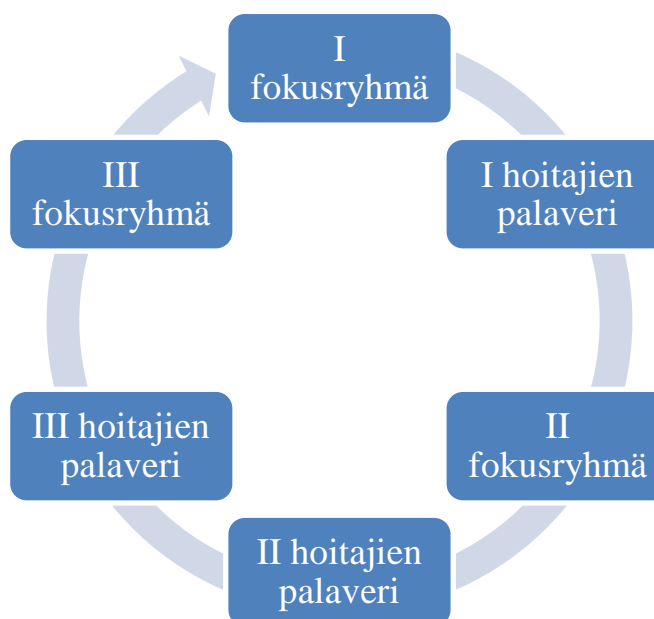 I
fokusryhmä
I hoitajien
palaveri
II
fokusryhmä
II hoitajien
palaveri
III hoitajien
palaveri
III
fokusryhmä